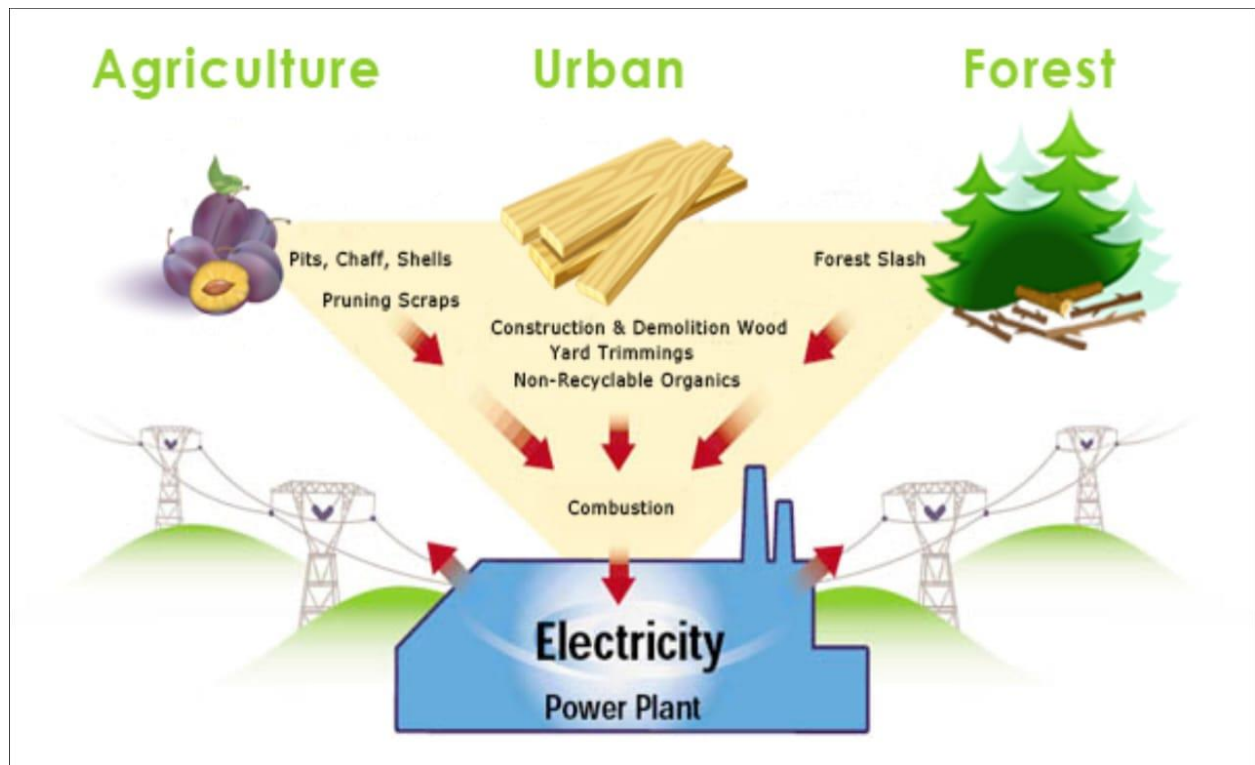 Agriculture
Urban
Forest
Pits, Chaff, Shells
Pruning Scraps
Construction & Demolition Wood
Yard Trimmings
Non-Recyclable Organics
Forest Slash
Combustion
Electricity
Power Plant